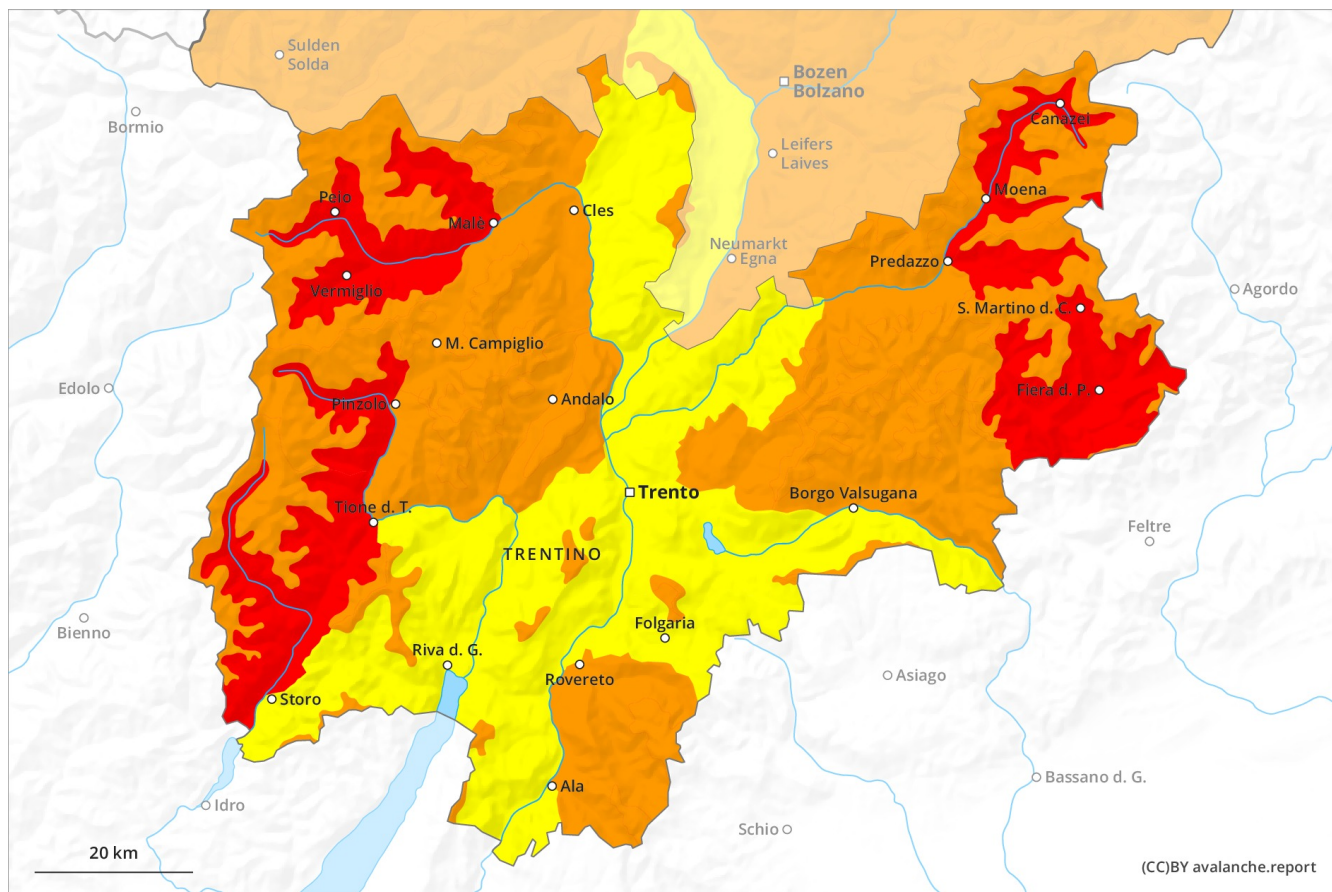 Sulden
Solda
Bozen
Bolzano
Bormio
Canazei
Leifers
Laives
Pejo
Moena
Malè
Cles
Neumarkt
Egna
Predazzo
Vermiglio
Agordo
S. Martino d. C.
M. Campiglio
Edolo
Fiera d. P.
Andalo
Pinzolo
Trento
Borgo Valsugana
Tione d. T.
Feltre
TRENTINO
Bienno
Folgaria
Riva d. G.
Rovereto
Asiago
Storo
Bassano d. G.
Ala
Idro
Schio
20 km
(CC)BY avalanche.report